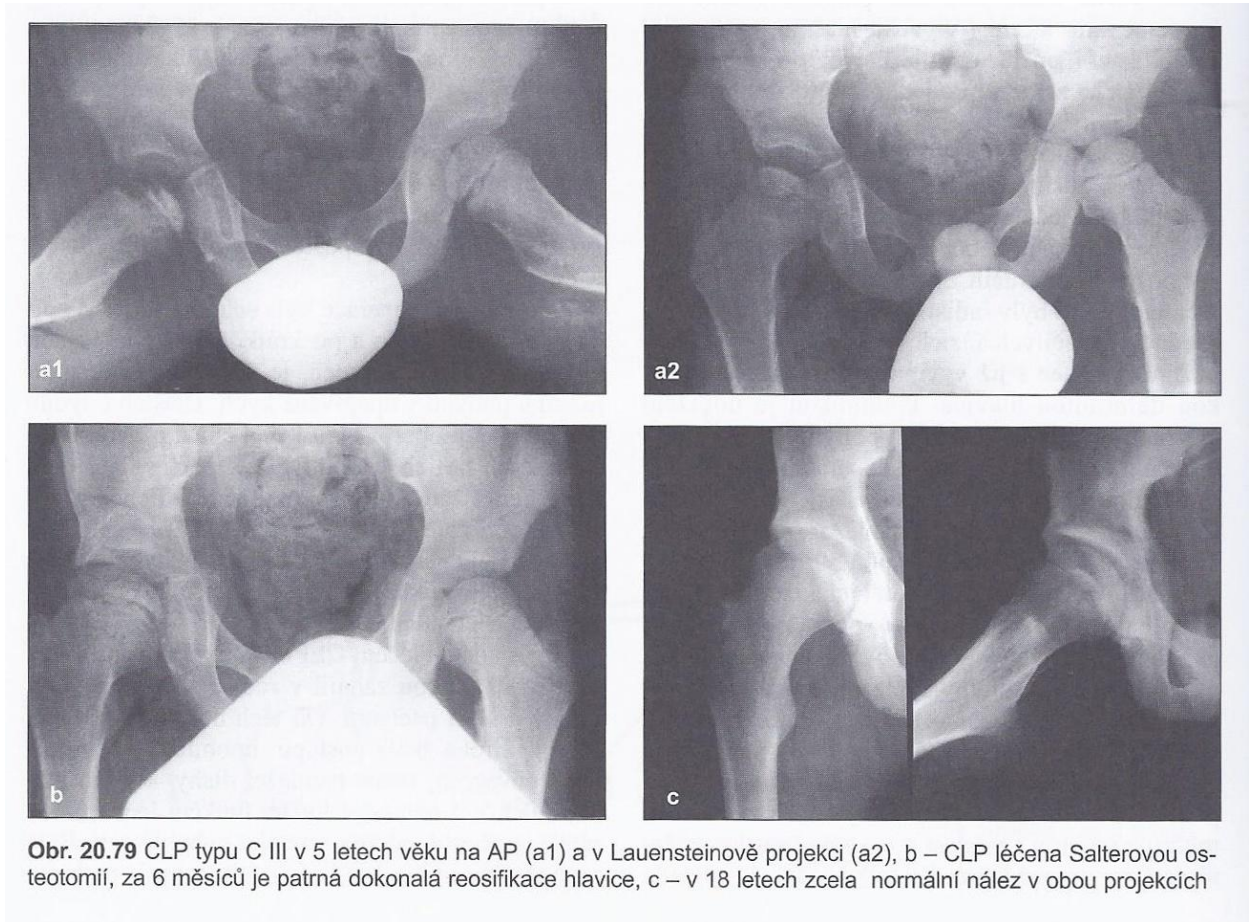 a1
a2
b
c
Obr. 20.79 CLP typu C III v 5 letech věku na AP (a1) a v Lauensteinově projekci (a2), b – CLP léčena Salterovou os-
teotomií, za 6 měsíců je patrná dokonalá reosifikace hlavice, c – v 18 letech zcela normální nález v obou projekcích